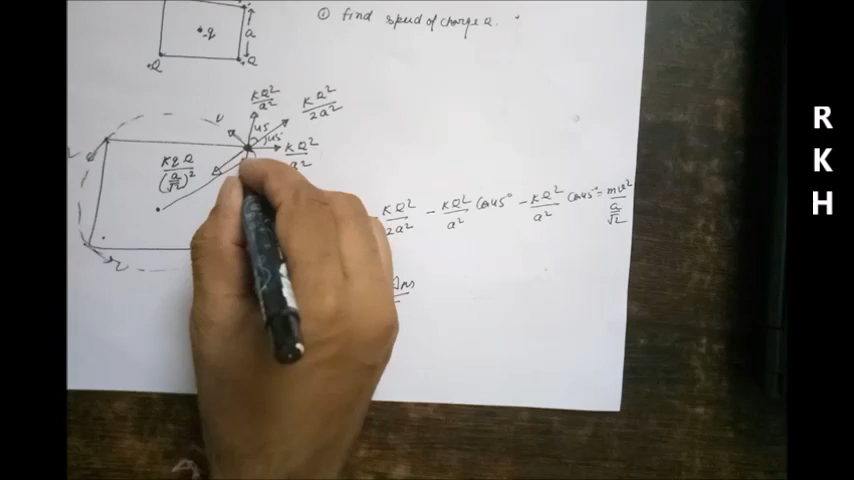 ① find speed of charge Q.
-q
a
-Q
-Q
KQ²/a²
KQ²/2a²
45
45°
KQ²/a²
KqQ/(a/√2)²
KQ²/2a² - KQ²/a² Cos45° - KQ²/a² Cos45° = mv²/(a/√2)
Ans
R
K
H